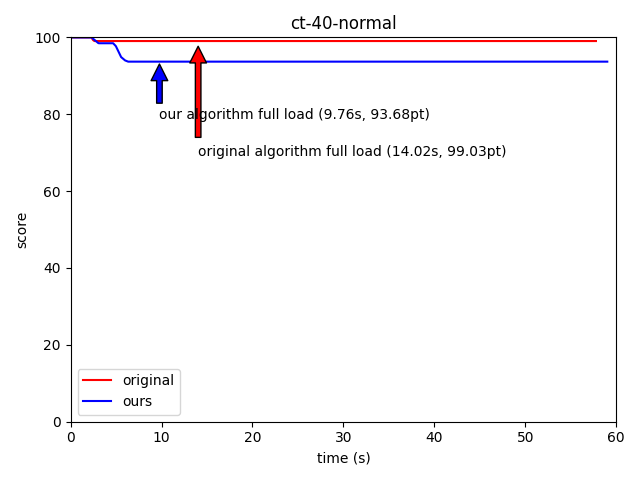 ct-40-normal
100
80
60
40
20
0
score
our algorithm full load (9.76s, 93.68pt)
original algorithm full load (14.02s, 99.03pt)
original
ours
0 10 20 30 40 50 60
time (s)